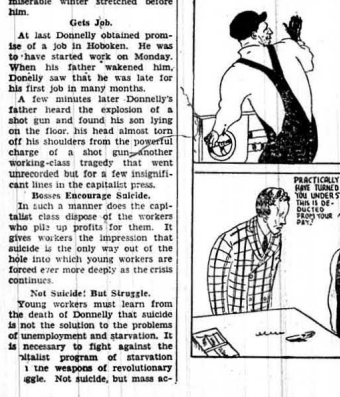 miserable winter stretched before
him.
Gets Job.
At last Donnelly obtained prom-
ise of a job in Hoboken. He was
to have started work on Monday.
When his father wakened him,
Donelly saw that he was late for
his first job in many months.
A few minutes later Donnelly's
father heard the explosion of a
shot gun and found his son lying
on the floor, his head almost torn
off his shoulders from the powerful
charge of a shot gun. Another
working-class tragedy that went
unrecorded but for a few insignifi-
cant lines in the capitalist press.
Bosses Encourage Suicide.
In such a manner does the capi-
talist class dispose of the workers
who pile up profits for them. It
gives workers the impression that
suicide is the only way out of the
hole into which young workers are
forced ever more deeply as the crisis
continues.
Not Suicide! But Struggle.
Young workers must learn from
the death of Donnelly that suicide
is not the solution to the problems
of unemployment and starvation. It
is necessary to fight against the
italist program of starvation
the weapons of revolutionary
ggle. Not suicide, but mass ac-
PRACTICALLY
HAVE TURNED
YOU UNDERS
THIS IS DE-
DUCTED
FROM YOUR
PAY!